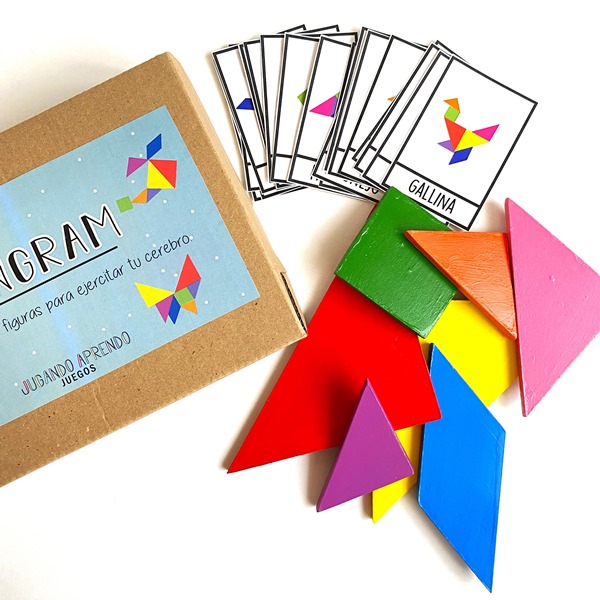 NGRAM
figuras para ejercitar tu cerebro.
JUGANDO APRENDO
JUEGOS
GALLINA